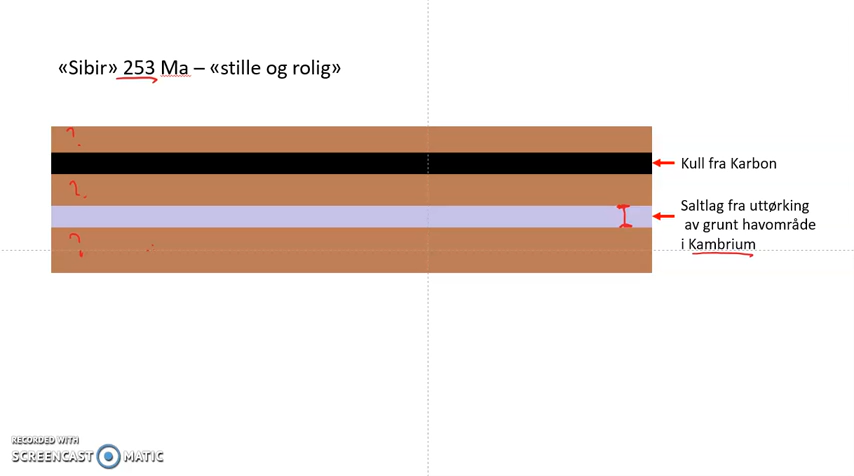 «Sibir» 253 Ma – «stille og rolig»
?
Kull fra Karbon
?
Saltlag fra uttørking
av grunt havområde
i Kambrium
?
RECORDED WITH
SCREENCAST MATIC